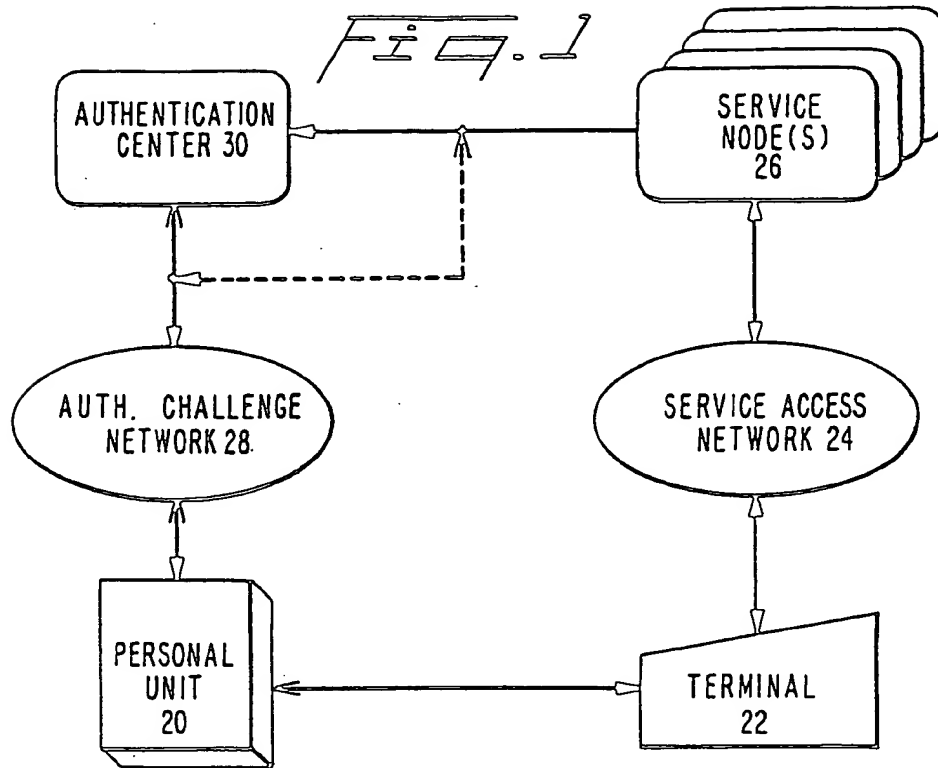 Fig. 1
AUTHENTICATION
CENTER 30
SERVICE
NODE(S)
26
AUTH. CHALLENGE
NETWORK 28.
SERVICE ACCESS
NETWORK 24
PERSONAL
UNIT
20
TERMINAL
22